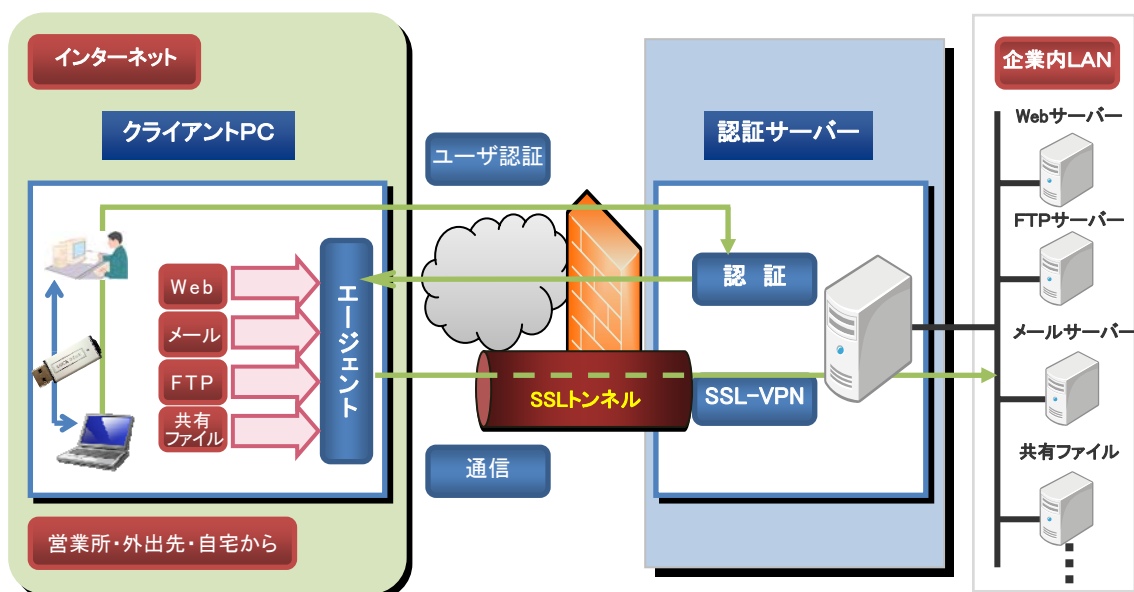 インターネット
クライアントPC
Web
メール
FTP
共有
ファイル
エージェント
営業所・外出先・自宅から
ユーザ認証
SSLトンネル
通信
認証サーバー
認 証
SSL-VPN
企業内LAN
Webサーバー
FTPサーバー
メールサーバー
共有ファイル